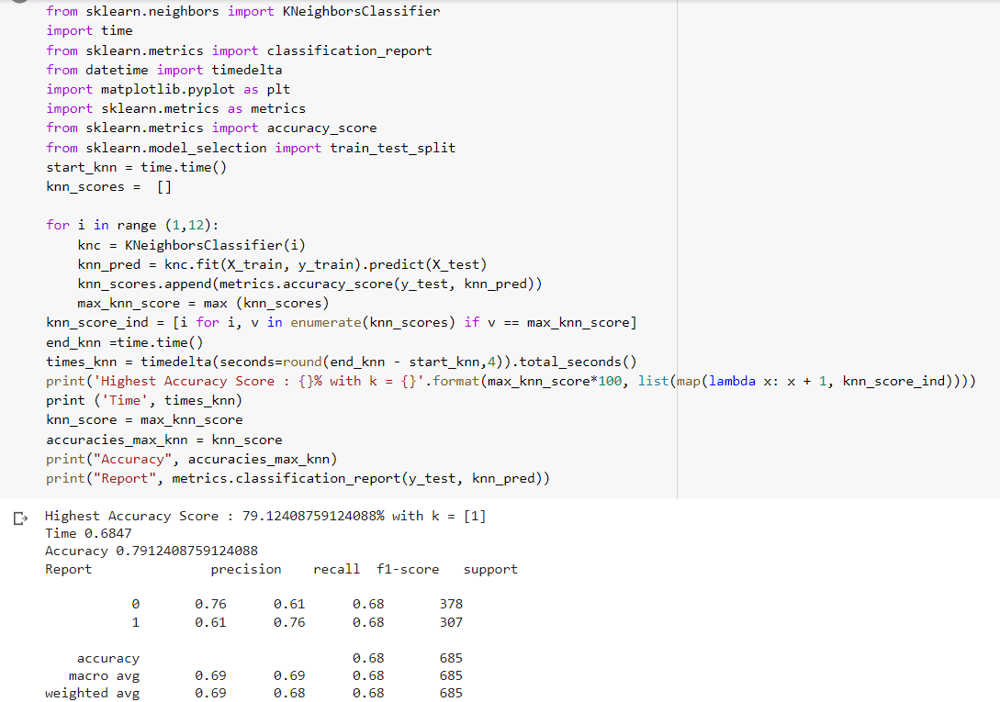 from sklearn.neighbors import KNeighborsClassifier
import time
from sklearn.metrics import classification_report
from datetime import timedelta
import matplotlib.pyplot as plt
import sklearn.metrics as metrics
from sklearn.metrics import accuracy_score
from sklearn.model_selection import train_test_split
start_knn = time.time()
knn_scores =  []

for i in range (1,12):
    knc = KNeighborsClassifier(i)
    knn_pred = knc.fit(X_train, y_train).predict(X_test)
    knn_scores.append(metrics.accuracy_score(y_test, knn_pred))
    max_knn_score = max (knn_scores)
knn_score_ind = [i for i, v in enumerate(knn_scores) if v == max_knn_score]
end_knn =time.time()
times_knn = timedelta(seconds=round(end_knn - start_knn,4)).total_seconds()
print('Highest Accuracy Score : {}% with k = {}'.format(max_knn_score*100, list(map(lambda x: x + 1, knn_score_ind))))
print ('Time', times_knn)
knn_score = max_knn_score
accuracies_max_knn = knn_score
print("Accuracy", accuracies_max_knn)
print("Report", metrics.classification_report(y_test, knn_pred))

Highest Accuracy Score : 79.12408759124088% with k = [1]
Time 0.6847
Accuracy 0.7912408759124088
Report               precision    recall  f1-score   support

           0       0.76      0.61      0.68       378
           1       0.61      0.76      0.68       307

    accuracy                           0.68       685
   macro avg       0.69      0.69      0.68       685
weighted avg       0.69      0.68      0.68       685